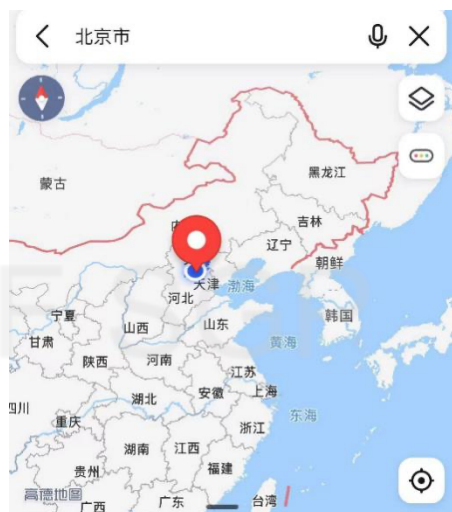 北京市
蒙古
黑龙江
吉林
内
辽宁
朝鲜
天津
渤海
河北
韩国
宁夏
山西
山东
甘肃
黄海
陕西
河南
江苏
四川
湖北
安徽
上海
重庆
东海
浙江
湖南
江西
贵州
福建
高德地图
广西
广东
台湾